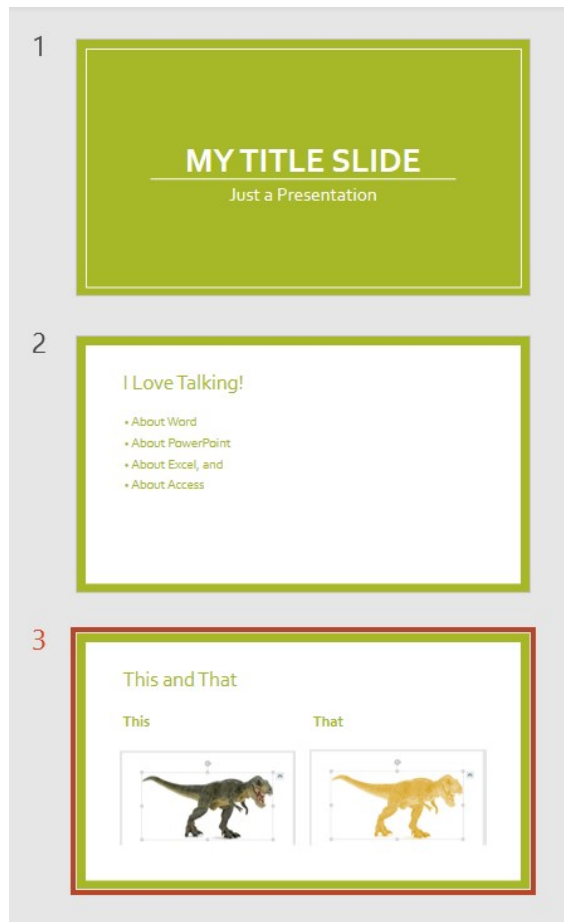 1
MY TITLE SLIDE
Just a Presentation
2
I Love Talking!
• About Word
• About PowerPoint
• About Excel, and
• About Access
3
This and That
This That